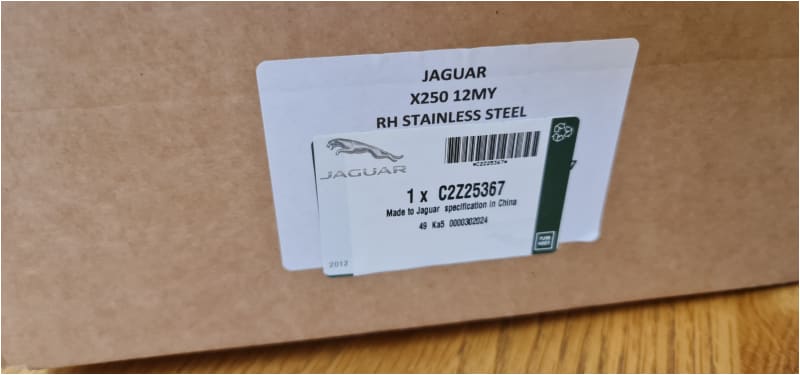 JAGUAR
X250 12MY
RH STAINLESS STEEL
JAGUAR
*C2Z25367*
1 x C2Z25367
Made to Jaguar specification in China
49 Ka5 0000302024
2012